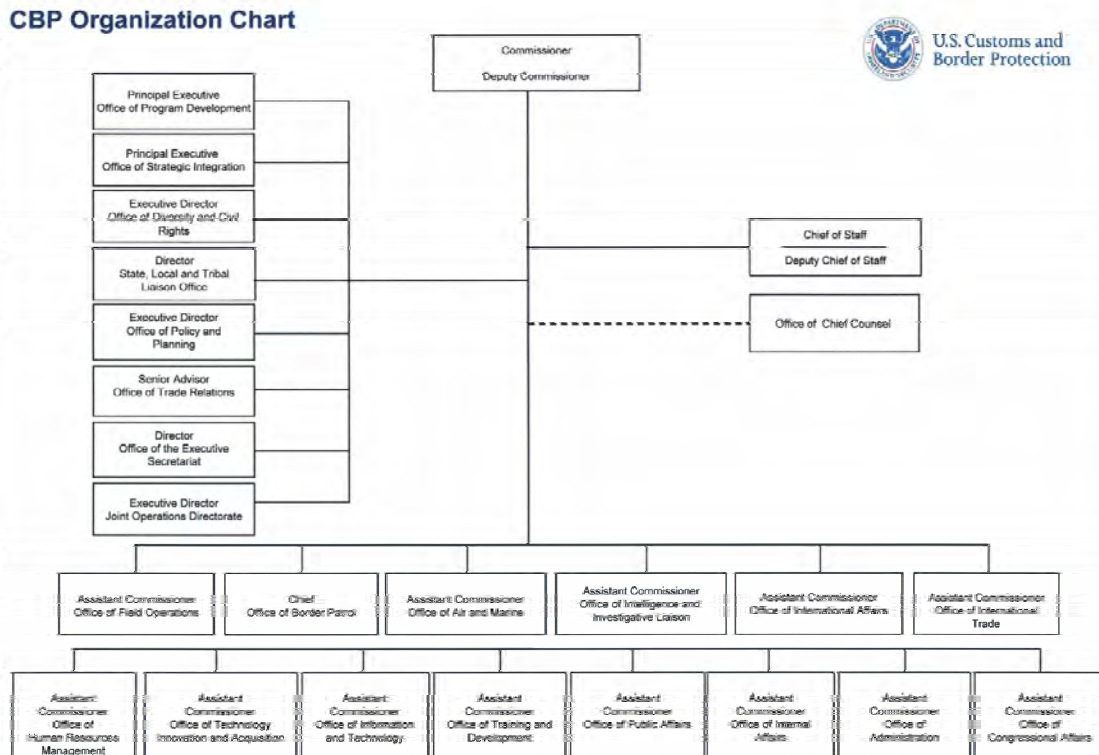 CBP Organization Chart
U.S. Customs and
Border Protection
Commissioner
Deputy Commissioner
Principal Executive
Office of Program Development
Principal Executive
Office of Strategic Integration
Executive Director
Office of Diversity and Civil
Rights
Director
State, Local and Tribal
Liaison Office
Executive Director
Office of Policy and
Planning
Senior Advisor
Office of Trade Relations
Director
Office of the Executive
Secretariat
Executive Director
Joint Operations Directorate
Chief of Staff
Deputy Chief of Staff
Office of Chief Counsel
Assistant Commissioner
Office of Field Operations
Chief
Office of Border Patrol
Assistant Commissioner
Office of Air and Marine
Assistant Commissioner
Office of Intelligence and
Investigative Liaison
Assistant Commissioner
Office of International Affairs
Assistant Commissioner
Office of International
Trade
Assistant
Commissioner
Office of
Human Resources
Management
Assistant
Commissioner
Office of Technology
Innovation and Acquisition
Assistant
Commissioner
Office of Information
and Technology
Assistant
Commissioner
Office of Training and
Development
Assistant
Commissioner
Office of Public Affairs
Assistant
Commissioner
Office of Internal
Affairs
Assistant
Commissioner
Office of
Administration
Assistant
Commissioner
Office of
Congressional Affairs